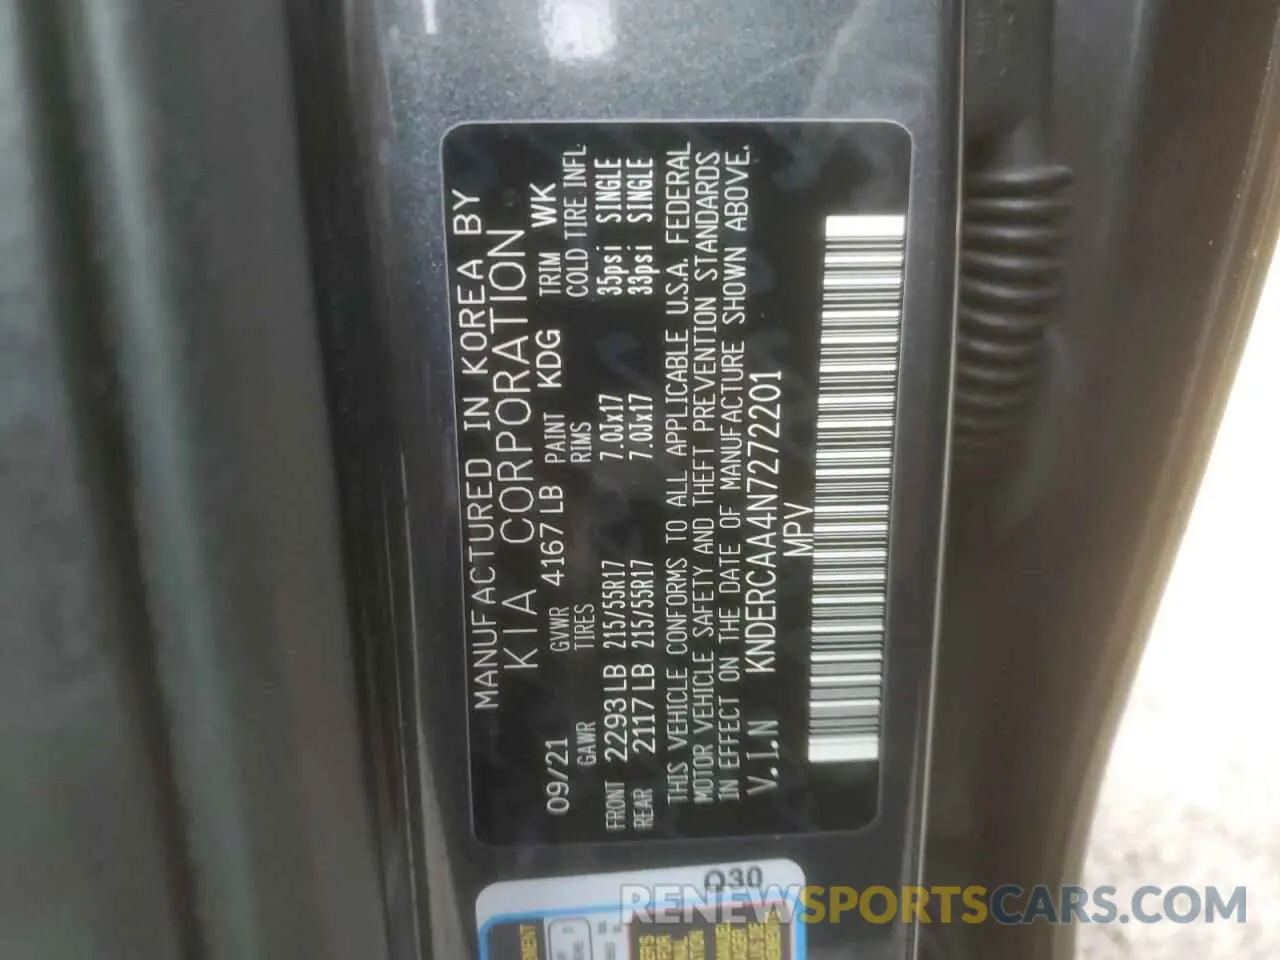 MANUFACTURED IN KOREA BY
KIA CORPORATION
09/21 GVWR 4167 LB PAINT KDG TRIM WK
GAWR TIRES RIMS COLD TIRE INFL.
FRONT 2293 LB 215/55R17 7.0Jx17 35psi SINGLE
REAR 2117 LB 215/55R17 7.0Jx17 33psi SINGLE
THIS VEHICLE CONFORMS TO ALL APPLICABLE U.S.A. FEDERAL
MOTOR VEHICLE SAFETY AND THEFT PREVENTION STANDARDS
IN EFFECT ON THE DATE OF MANUFACTURE SHOWN ABOVE.
V.I.N KNDERCAA4N7272201
MPV
Q30
RENEWSPORTSCARS.COM